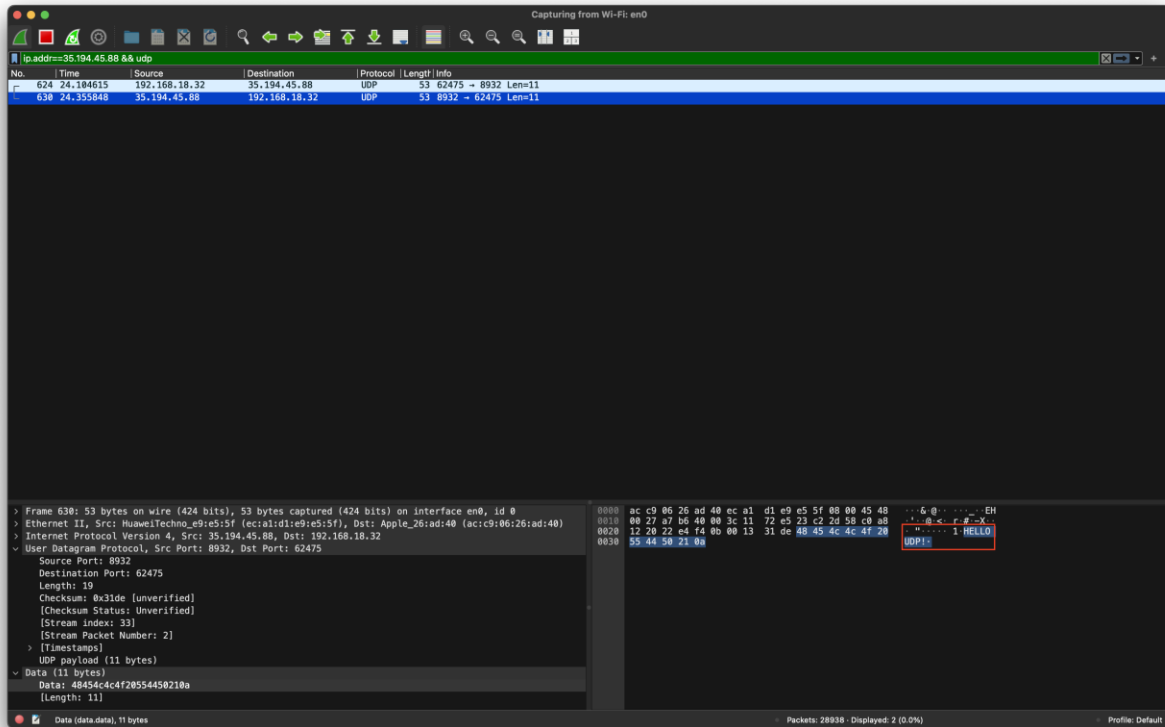 Capturing from Wi-Fi: en0
ip.addr==35.194.45.88 && udp
No. Time Source Destination Protocol Length Info
624 24.104615 192.168.18.32 35.194.45.88 UDP 53 62475 → 8932 Len=11
630 24.355848 35.194.45.88 192.168.18.32 UDP 53 8932 → 62475 Len=11
> Frame 630: 53 bytes on wire (424 bits), 53 bytes captured (424 bits) on interface en0, id 0
> Ethernet II, Src: HuaweiTechno_e9:e5:5f (ec:a1:d1:e9:e5:5f), Dst: Apple_26:ad:40 (ac:c9:06:26:ad:40)
> Internet Protocol Version 4, Src: 35.194.45.88, Dst: 192.168.18.32
User Datagram Protocol, Src Port: 8932, Dst Port: 62475
Source Port: 8932
Destination Port: 62475
Length: 19
Checksum: 0x31de [unverified]
[Checksum Status: Unverified]
[Stream index: 33]
[Stream Packet Number: 2]
> [Timestamps]
UDP payload (11 bytes)
Data (11 bytes)
Data: 48454c4c4f20554450210a
[Length: 11]
0000 ac c9 06 26 ad 40 ec a1 d1 e9 e5 5f 08 00 45 48 ···&·@·· ···_··EH
0010 00 27 a7 b6 40 00 3c 11 72 e5 23 c2 2d 58 c0 a8 ·'··@·<· r·#·-X··
0020 12 20 22 e4 f4 0b 00 13 31 de 48 45 4c 4c 4f 20 · "····· 1·HELLO
0030 55 44 50 21 0a UDP!·
Data (data.data), 11 bytes
Packets: 28938 · Displayed: 2 (0.0%)
Profile: Default